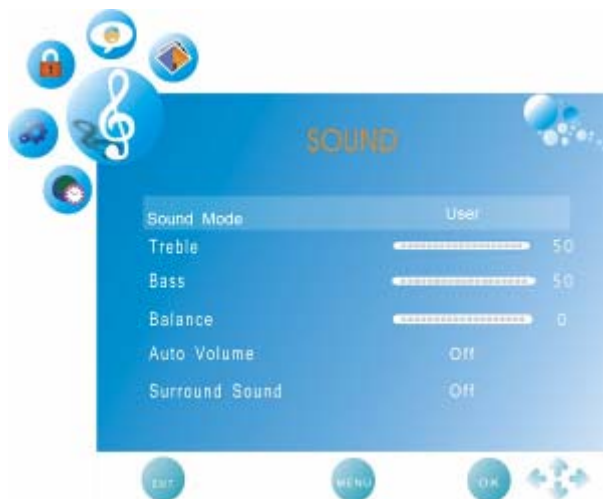 SOUND
Sound Mode User
Treble 50
Bass 50
Balance 0
Auto Volume Off
Surround Sound Off
EXIT MENU OK